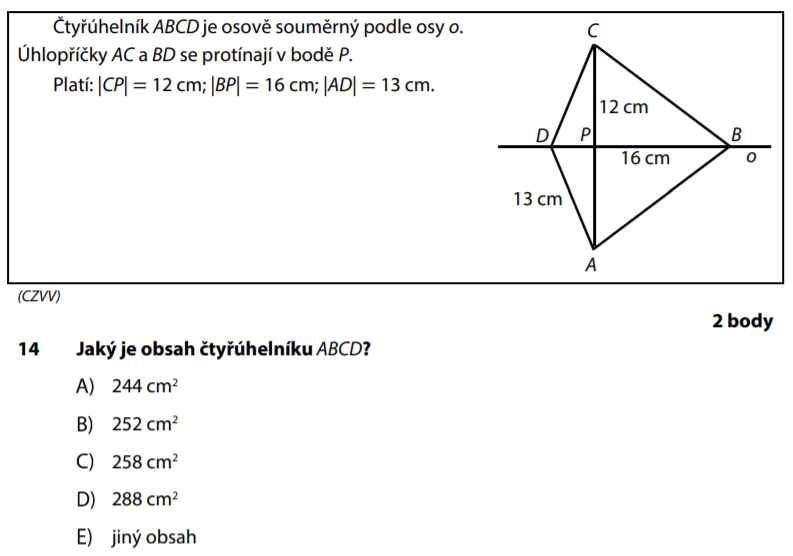 Čtyřúhelník ABCD je osově souměrný podle osy o.
Úhlopříčky AC a BD se protínají v bodě P.
Platí: |CP| = 12 cm; |BP| = 16 cm; |AD| = 13 cm.
C
12 cm
D
P
B
16 cm
o
13 cm
A
(CZVV)
2 body
14 Jaký je obsah čtyřúhelníku ABCD?
A) 244 cm²
B) 252 cm²
C) 258 cm²
D) 288 cm²
E) jiný obsah